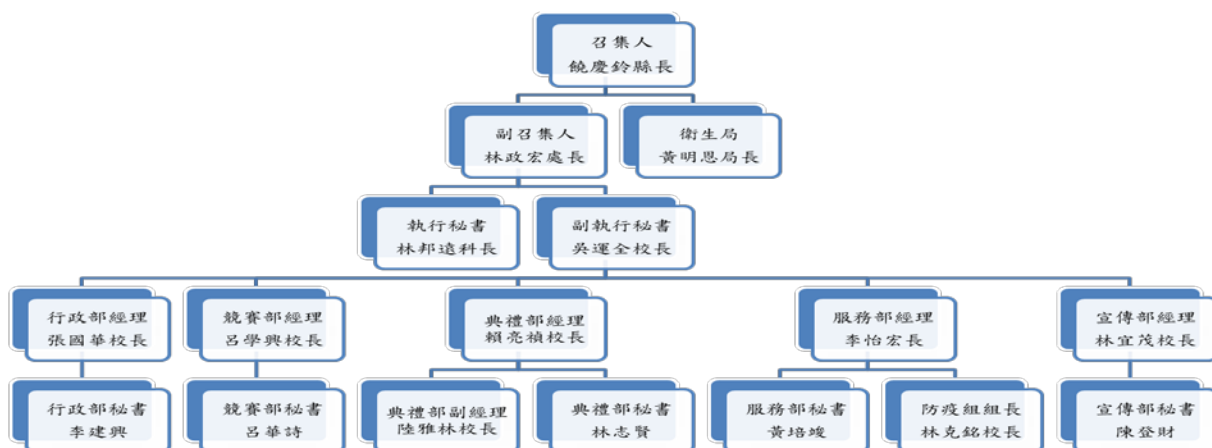 召集人
饒慶鈴縣長
副召集人
林政宏處長
衛生局
黃明恩局長
執行秘書
林邦遠科長
副執行秘書
吳運全校長
行政部經理
張國華校長
競賽部經理
呂學興校長
典禮部經理
賴亮禎校長
服務部經理
李怡宏長
宣傳部經理
林宜茂校長
行政部秘書
李建興
競賽部秘書
呂華詩
典禮部副經理
陸雅林校長
典禮部秘書
林志賢
服務部秘書
黃培竣
防疫組組長
林克銘校長
宣傳部秘書
陳登財